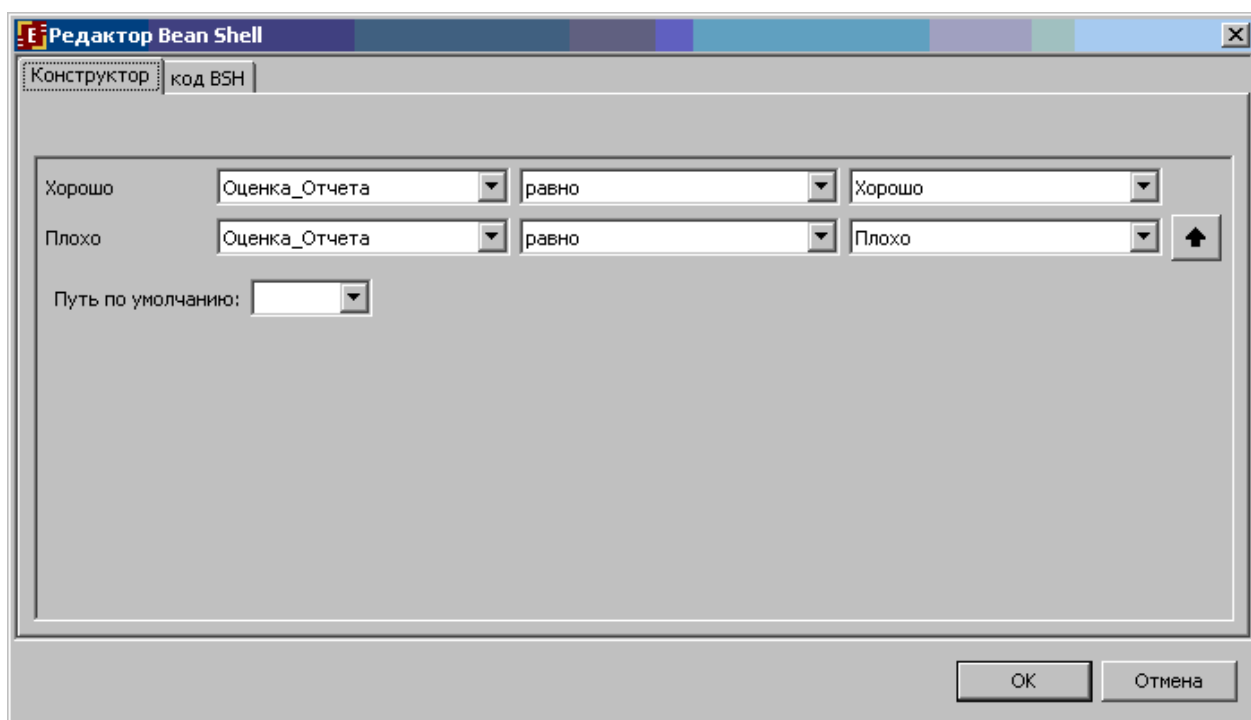 Редактор Bean Shell
Конструктор код BSH
Хорошо Оценка_Отчета равно Хорошо
Плохо Оценка_Отчета равно Плохо
Путь по умолчанию:
OK Отмена